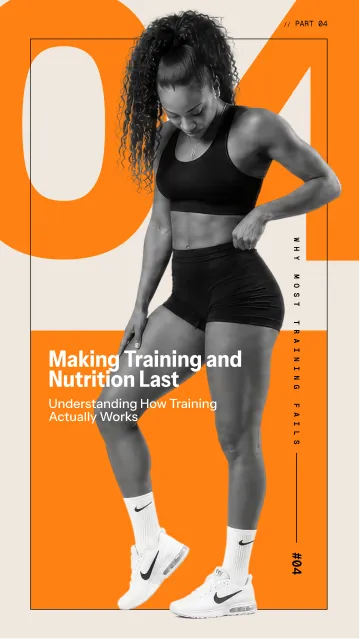 04
// PART 04
WHY MOST TRAINING FAILS
#04
Making Training and
Nutrition Last
Understanding How Training
Actually Works